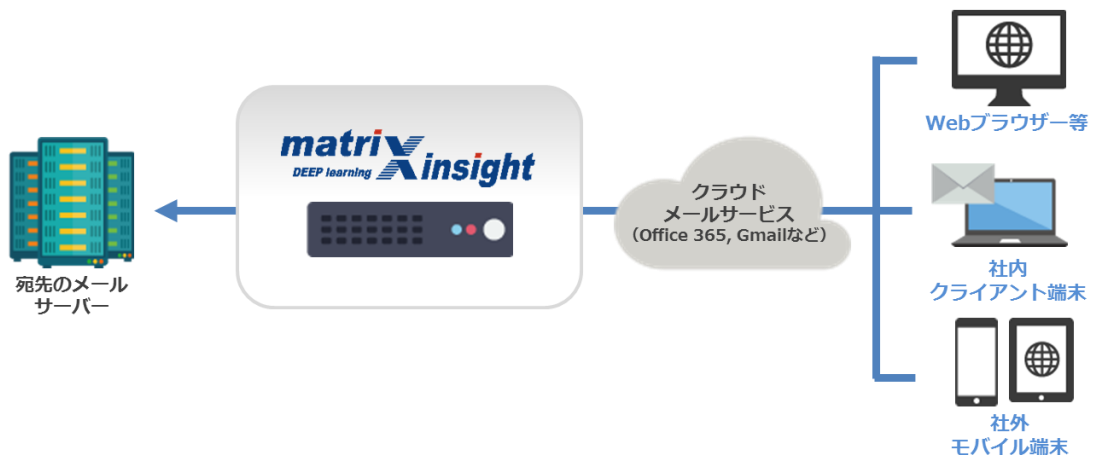 宛先のメール
サーバー
matrix
DEEP learning
insight
クラウド
メールサービス
（Office 365, Gmailなど）
Webブラウザー等
社内
クライアント端末
社外
モバイル端末